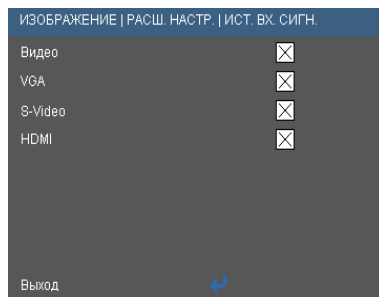 ИЗОБРАЖЕНИЕ | РАСШ. НАСТР. | ИСТ. ВХ. СИГН.
Видео
VGA
S-Video
HDMI
Выход